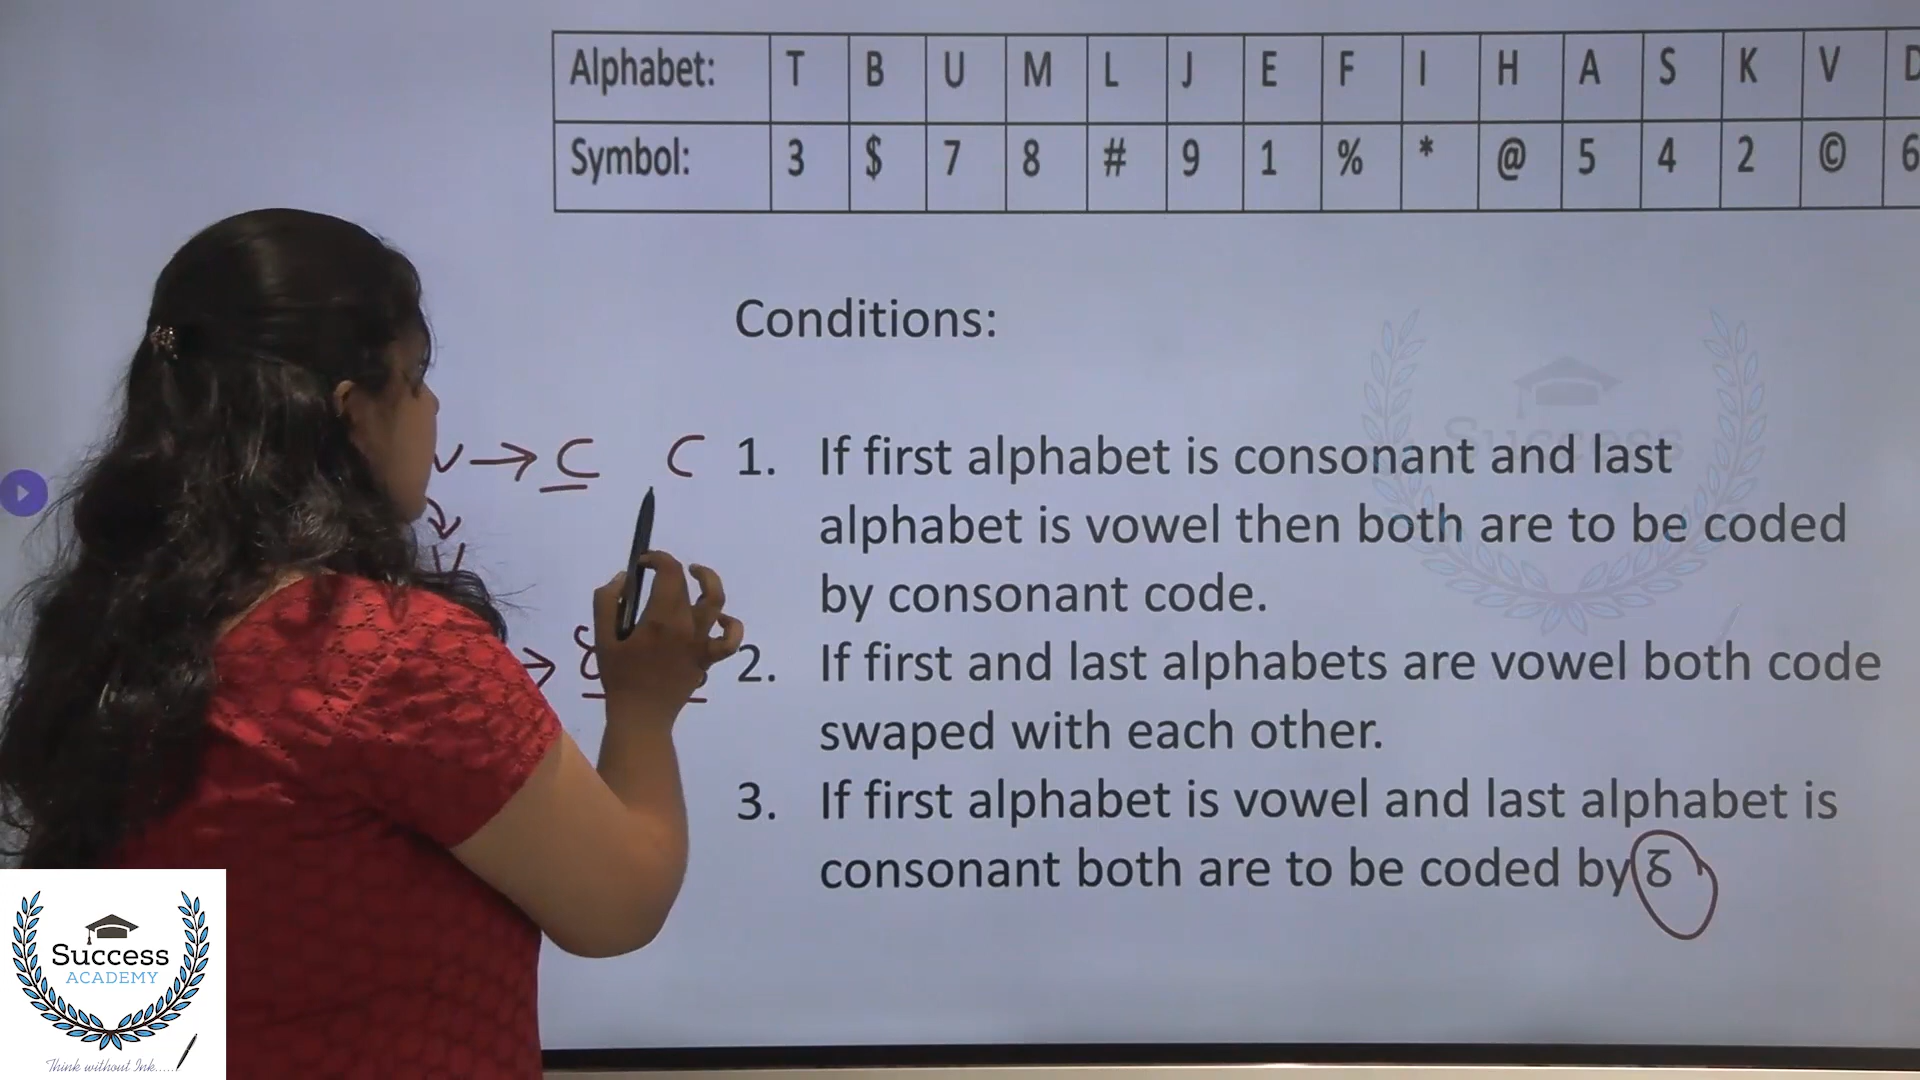 Alphabet: T B U M L J E F I H A S K V D
Symbol: 3 $ 7 8 # 9 1 % * @ 5 4 2 © 6
Conditions:
V → C C
1. If first alphabet is consonant and last
alphabet is vowel then both are to be coded
by consonant code.
2. If first and last alphabets are vowel both code
swaped with each other.
3. If first alphabet is vowel and last alphabet is
consonant both are to be coded by δ
Success
Success
ACADEMY
Think without Ink.....